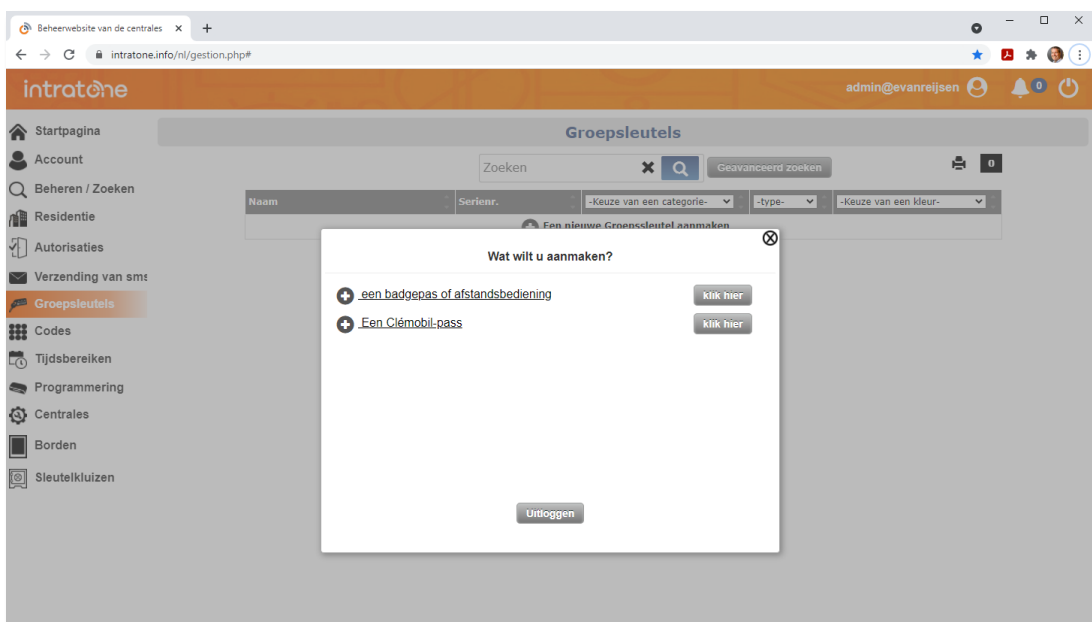 Beheerwebsite van de centrales
intratone.info/nl/gestion.php#
intratone
admin@evanreijsen
0
Startpagina
Account
Beheren / Zoeken
Residentie
Autorisaties
Verzending van sms
Groepsleutels
Codes
Tijdsbereiken
Programmering
Centrales
Borden
Sleutelkluizen
Groepsleutels
Zoeken
Geavanceerd zoeken
0
Naam Serienr. -Keuze van een categorie- -type- -Keuze van een kleur-
Een nieuwe Groepssleutel aanmaken
Wat wilt u aanmaken?
een badgepas of afstandsbediening klik hier
Een Clémobil-pass klik hier
Uitloggen